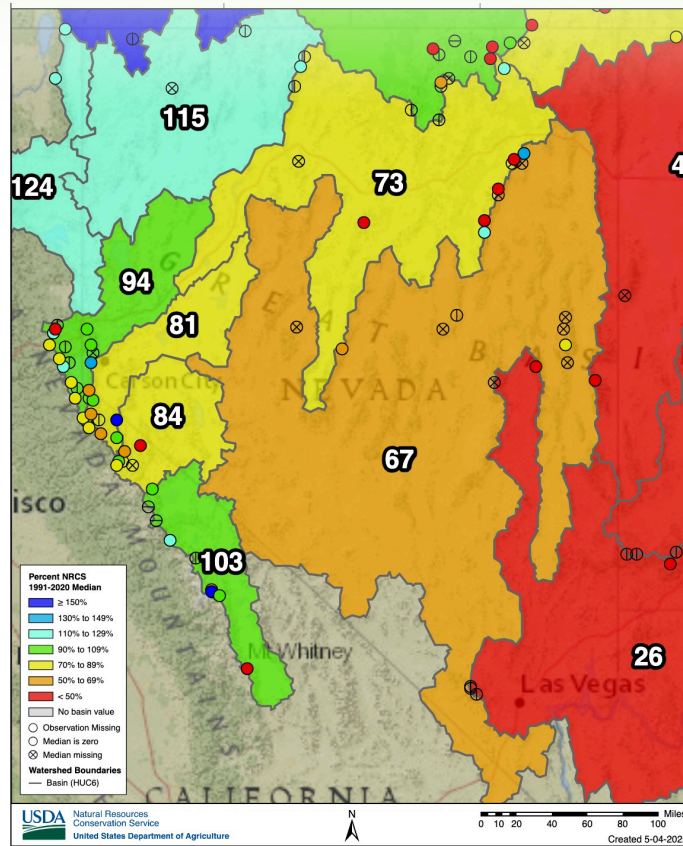 115
124
73
4
94
GREAT BASI
81
Carson City
NEVADA
84
67
NEVADA MOUNTAINS
isco
103
Mt Whitney
26
Las Vegas
CALIFORNIA
Percent NRCS
1991-2020 Median
≥ 150%
130% to 149%
110% to 129%
90% to 109%
70% to 89%
50% to 69%
< 50%
No basin value
Observation Missing
Median is zero
Median missing
Watershed Boundaries
Basin (HUC6)
USDA
Natural Resources
Conservation Service
United States Department of Agriculture
N
Miles
0 10 20 40 60 80 100
Created 5-04-202